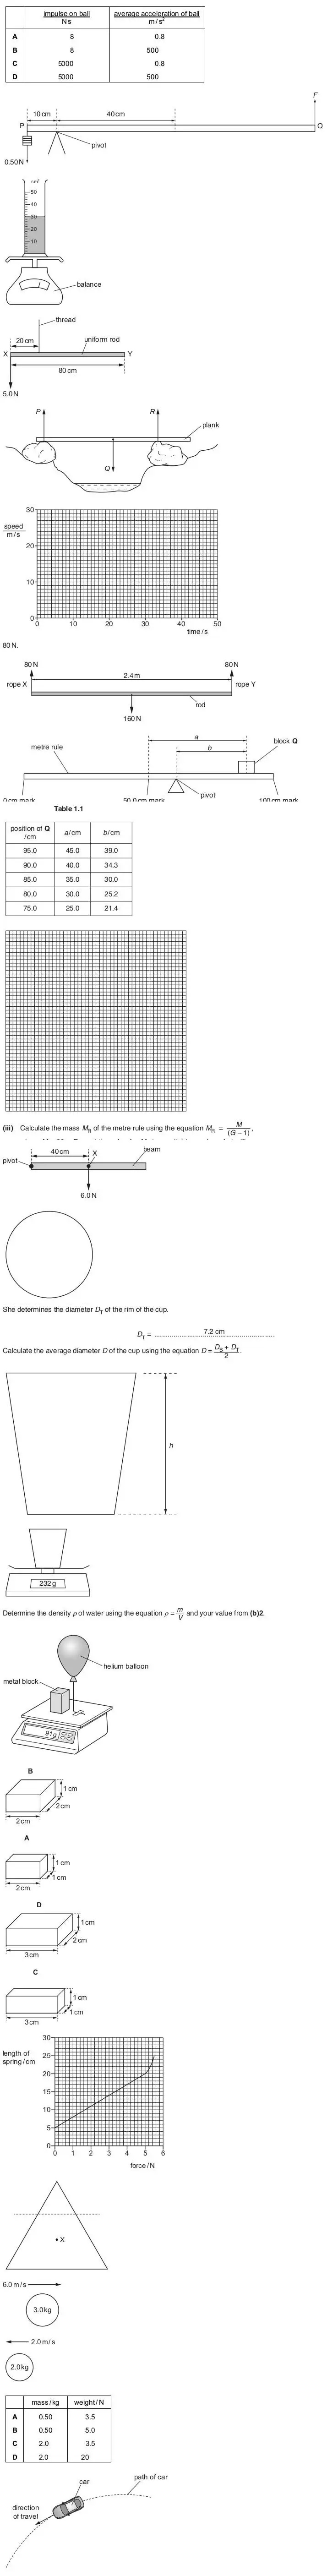 impulse on ball average acceleration of ball
N s m / s²
A 8 0.8
B 8 500
C 5000 0.8
D 5000 500
F
10 cm 40 cm
P Q
pivot
0.50 N
cm³
50
40
30
20
10
balance
thread
20 cm uniform rod
X Y
80 cm
5.0 N
P R
plank
Q
30
speed
m / s
20
10
0
0 10 20 30 40 50
time / s
80 N.
80 N 80 N
2.4 m
rope X rope Y
rod
160 N
a
block Q
b
metre rule
pivot
0 cm mark 50.0 cm mark 100 cm mark
Table 1.1
position of Q a / cm b / cm
/ cm
95.0 45.0 39.0
90.0 40.0 34.3
85.0 35.0 30.0
80.0 30.0 25.2
75.0 25.0 21.4
(iii) Calculate the mass MR of the metre rule using the equation MR = M / (G – 1),
40 cm X beam
pivot
6.0 N
She determines the diameter DT of the rim of the cup.
DT = 7.2 cm
Calculate the average diameter D of the cup using the equation D = DB + DT / 2.
h
232 g
Determine the density ρ of water using the equation ρ = m / V and your value from (b)2.
helium balloon
metal block
91 g
B
1 cm
2 cm
2 cm
A
1 cm
1 cm
2 cm
D
1 cm
2 cm
3 cm
C
1 cm
1 cm
3 cm
30
length of
spring / cm
25
20
15
10
5
0
0 1 2 3 4 5 6
force / N
X
6.0 m / s
3.0 kg
2.0 m / s
2.0 kg
mass / kg weight / N
A 0.50 3.5
B 0.50 5.0
C 2.0 3.5
D 2.0 20
car path of car
direction
of travel